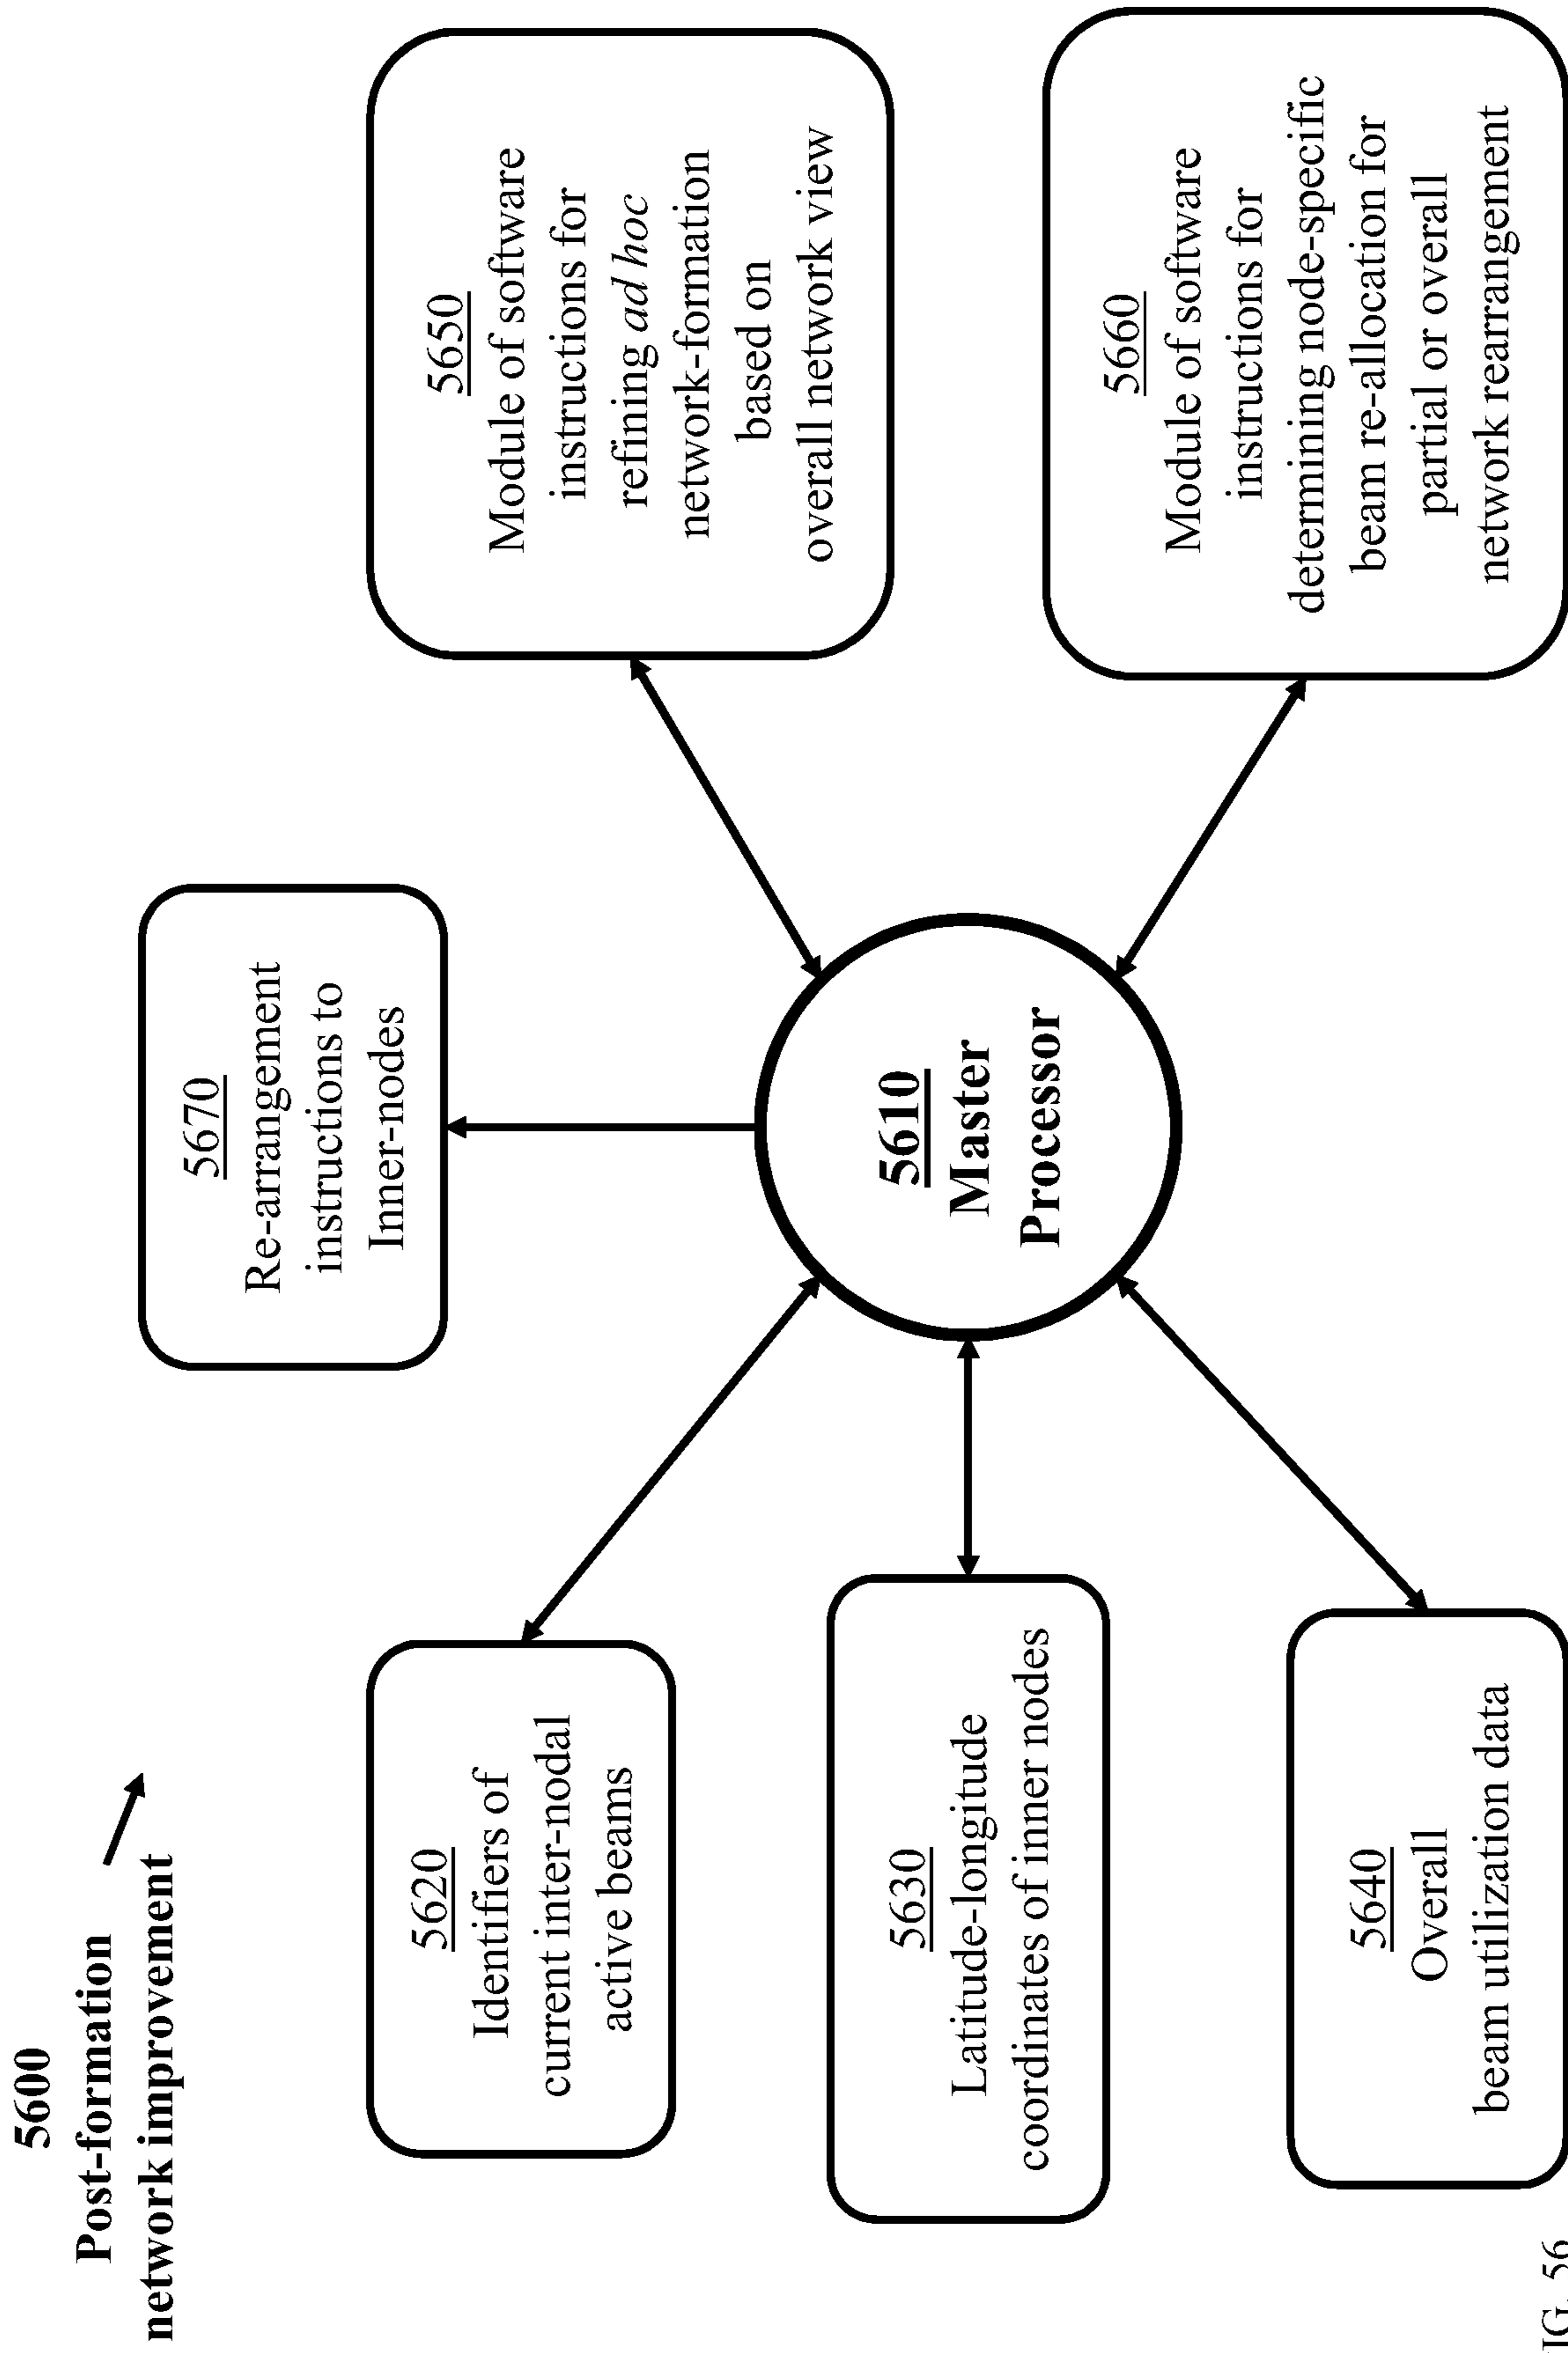 5600
Post-formation
network improvement
5670
Re-arrangement
instructions to
Inner-nodes
5620
Identifiers of
current inter-nodal
active beams
5650
Module of software
instructions for
refining ad hoc
network-formation
based on
overall network view
5610
Master
Processor
5630
Latitude-longitude
coordinates of inner nodes
5640
Overall
beam utilization data
5660
Module of software
instructions for
determining node-specific
beam re-allocation for
partial or overall
network rearrangement
IG. 56